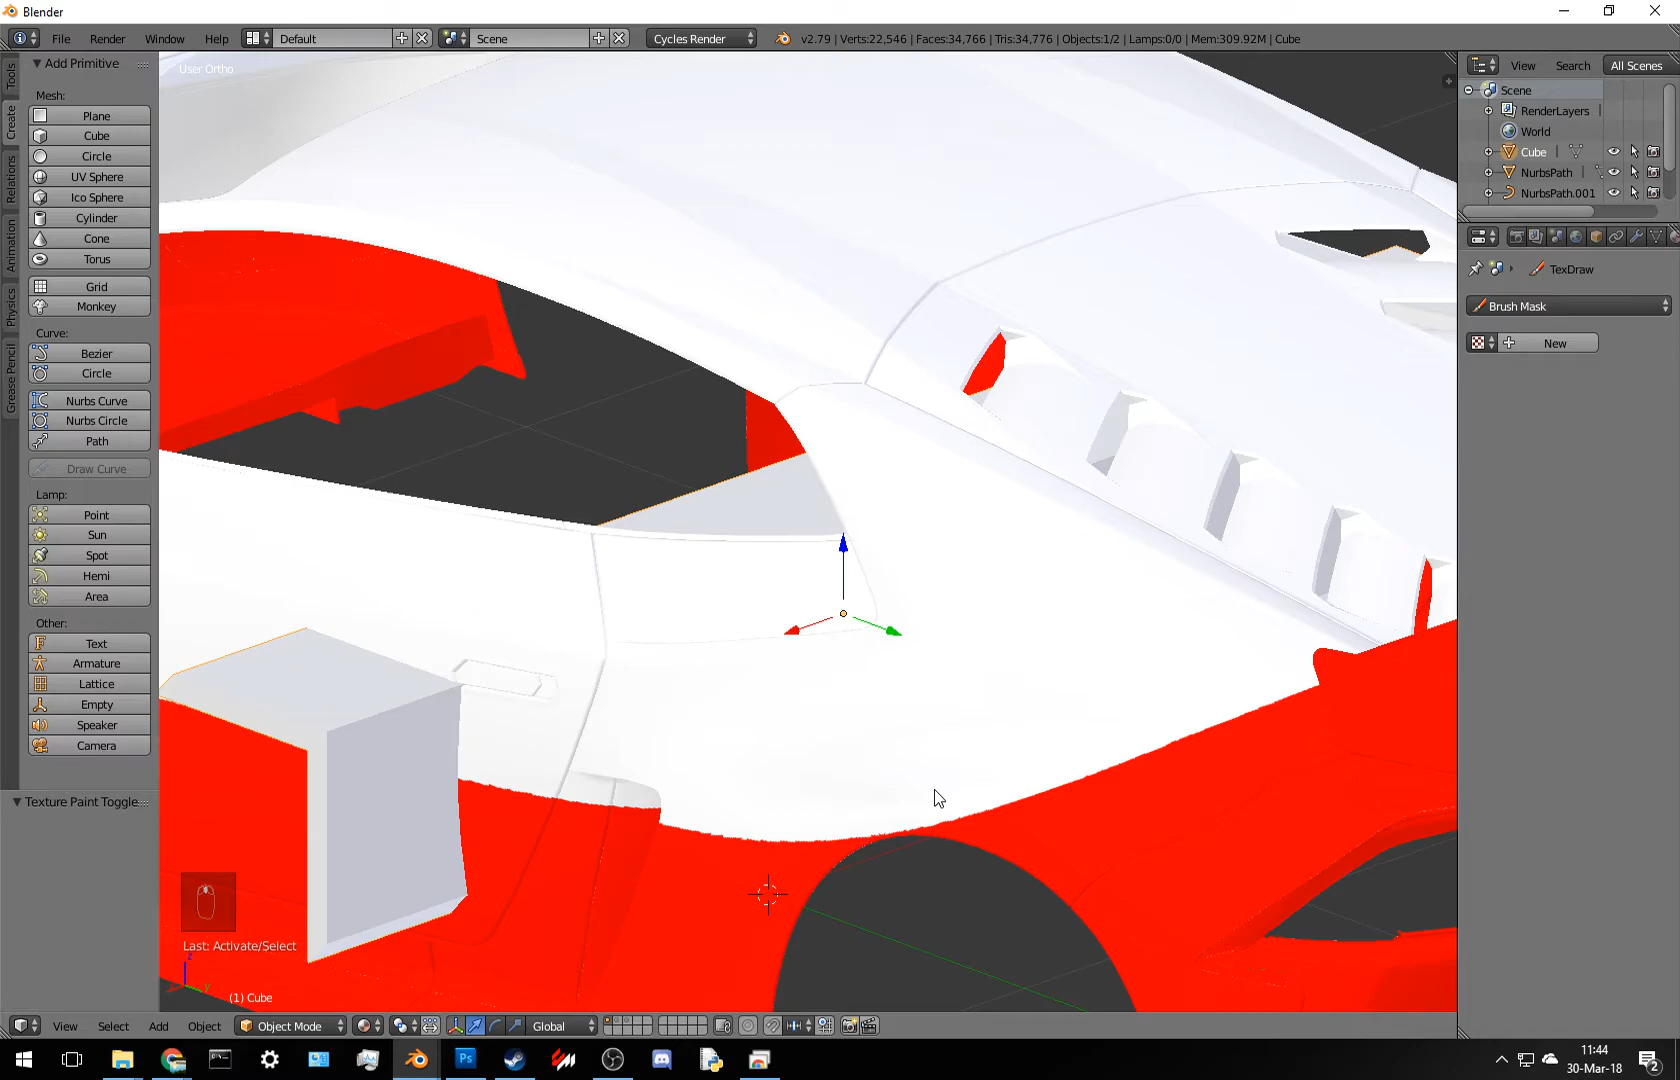 Blender
File Render Window Help Default Scene Cycles Render v2.79 | Verts:22,546 | Faces:34,766 | Tris:34,776 | Objects:1/2 | Lamps:0/0 | Mem:309.92M | Cube
Tools
Create
Relations
Animation
Physics
Grease Pencil
Add Primitive
Mesh:
Plane
Cube
Circle
UV Sphere
Ico Sphere
Cylinder
Cone
Torus
Grid
Monkey
Curve:
Bezier
Circle
Nurbs Curve
Nurbs Circle
Path
Draw Curve
Lamp:
Point
Sun
Spot
Hemi
Area
Other:
Text
Armature
Lattice
Empty
Speaker
Camera
Texture Paint Toggle
User Ortho
Last: Activate/Select
z
y
(1) Cube
View Search All Scenes
Scene
RenderLayers
World
Cube
NurbsPath
NurbsPath.001
TexDraw
Brush Mask
New
View Select Add Object Object Mode Global
Ps
11:44
30-Mar-18
2